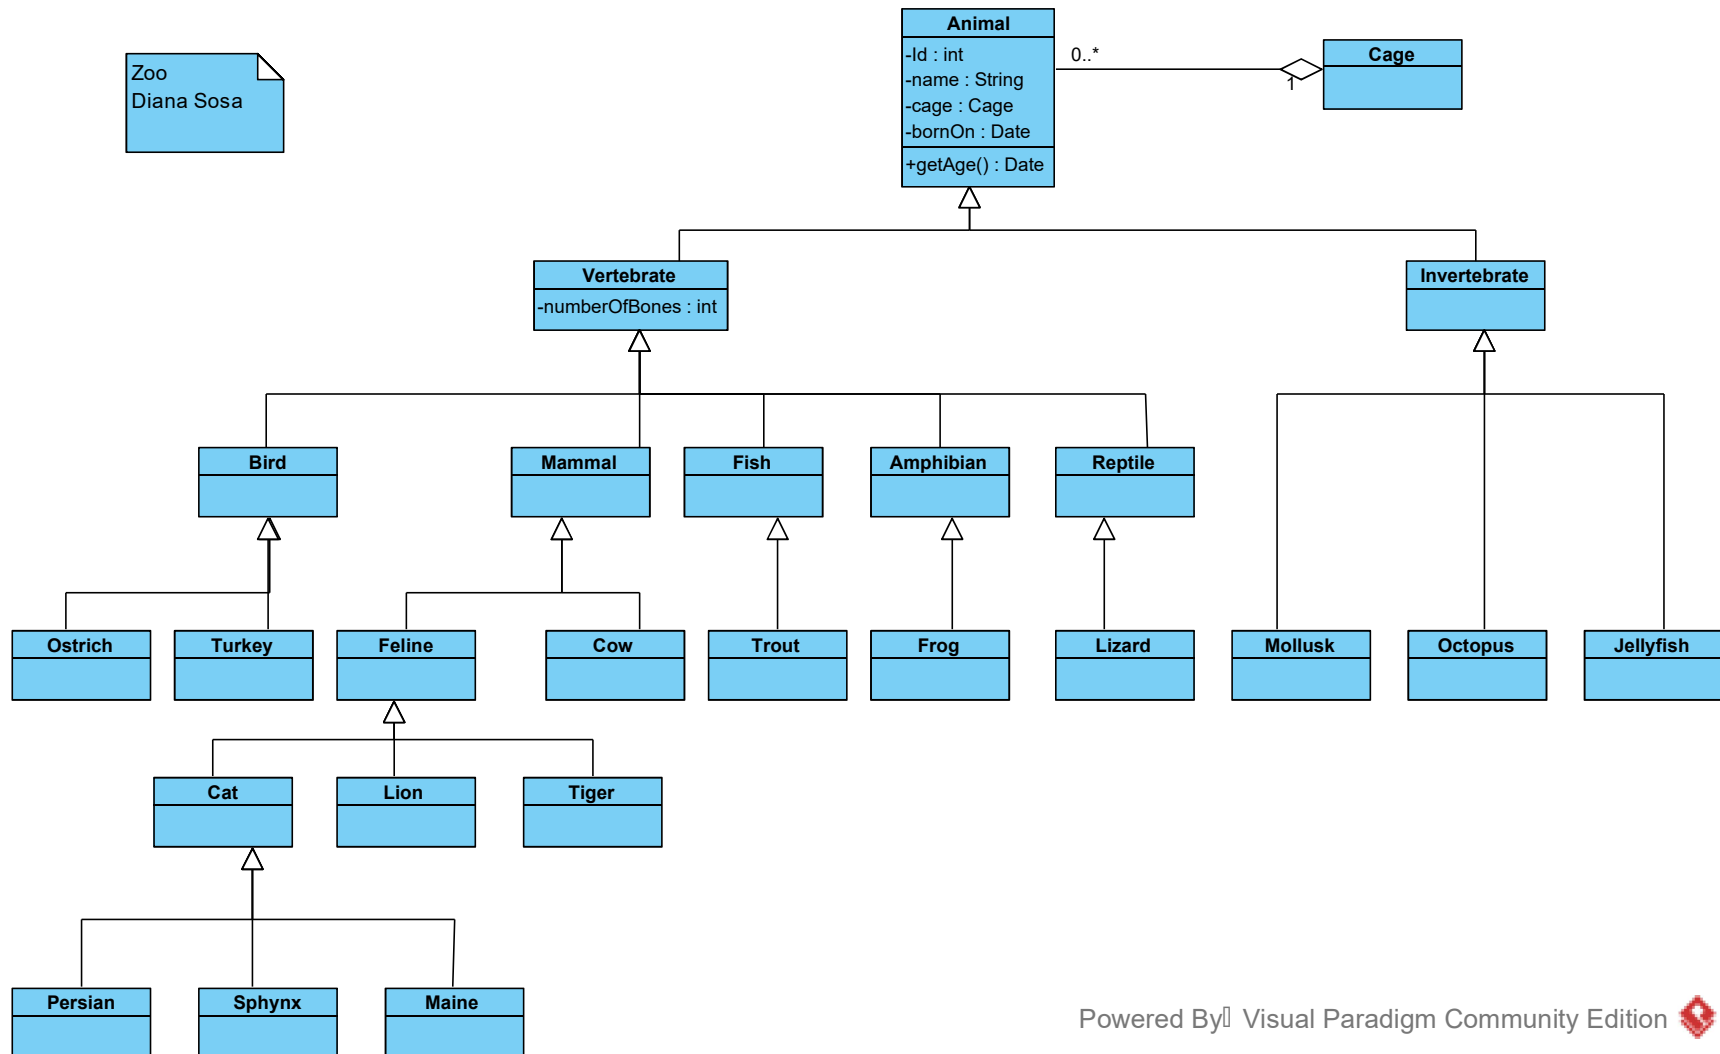 Zoo
Diana Sosa
Animal
-Id : int
-name : String
-cage : Cage
-bornOn : Date
+getAge() : Date
0..*
1
Cage
Vertebrate
-numberOfBones : int
Invertebrate
Bird
Mammal
Fish
Amphibian
Reptile
Ostrich
Turkey
Feline
Cow
Trout
Frog
Lizard
Mollusk
Octopus
Jellyfish
Cat
Lion
Tiger
Persian
Sphynx
Maine
Powered By Visual Paradigm Community Edition